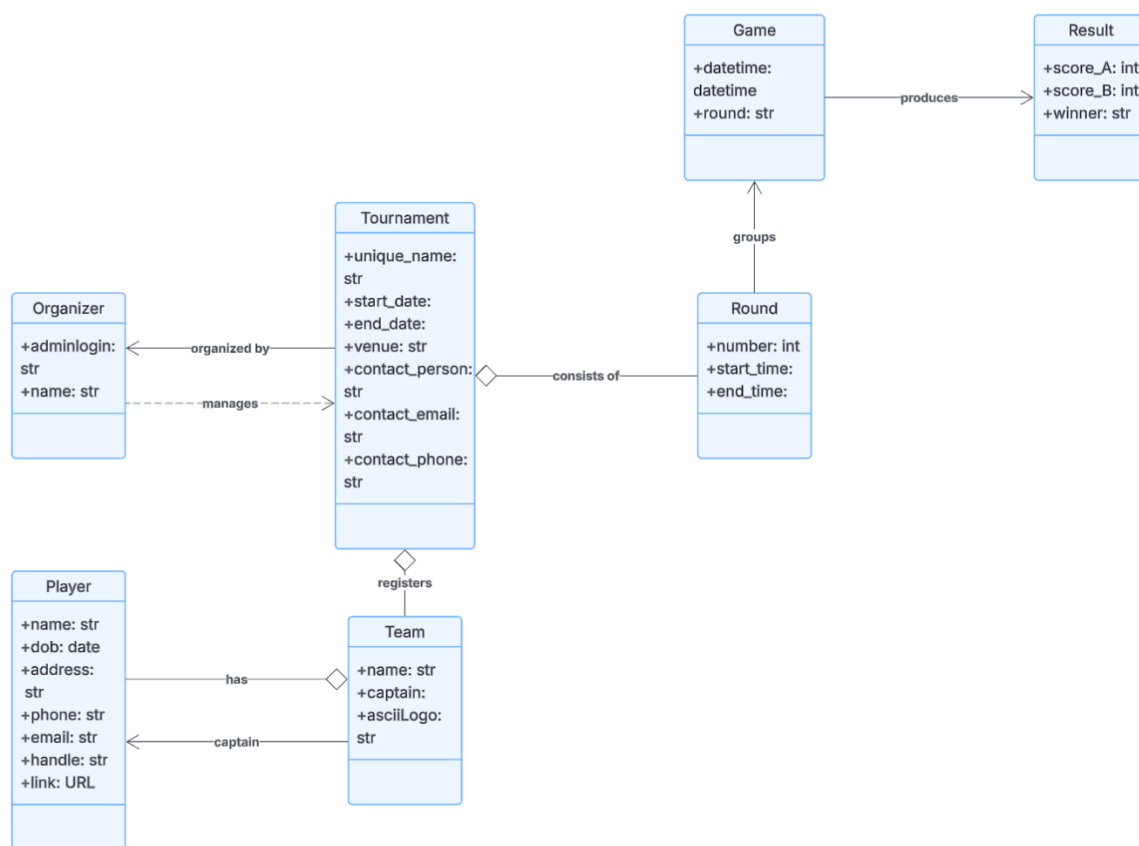 Game
+datetime:
datetime
+round: str
produces
Result
+score_A: int
+score_B: int
+winner: str
groups
Tournament
+unique_name:
str
+start_date:
+end_date:
+venue: str
+contact_person:
str
+contact_email:
str
+contact_phone:
str
Organizer
+adminlogin:
str
+name: str
organized by
manages
consists of
Round
+number: int
+start_time:
+end_time:
registers
Player
+name: str
+dob: date
+address:
str
+phone: str
+email: str
+handle: str
+link: URL
has
captain
Team
+name: str
+captain:
+asciiLogo:
str